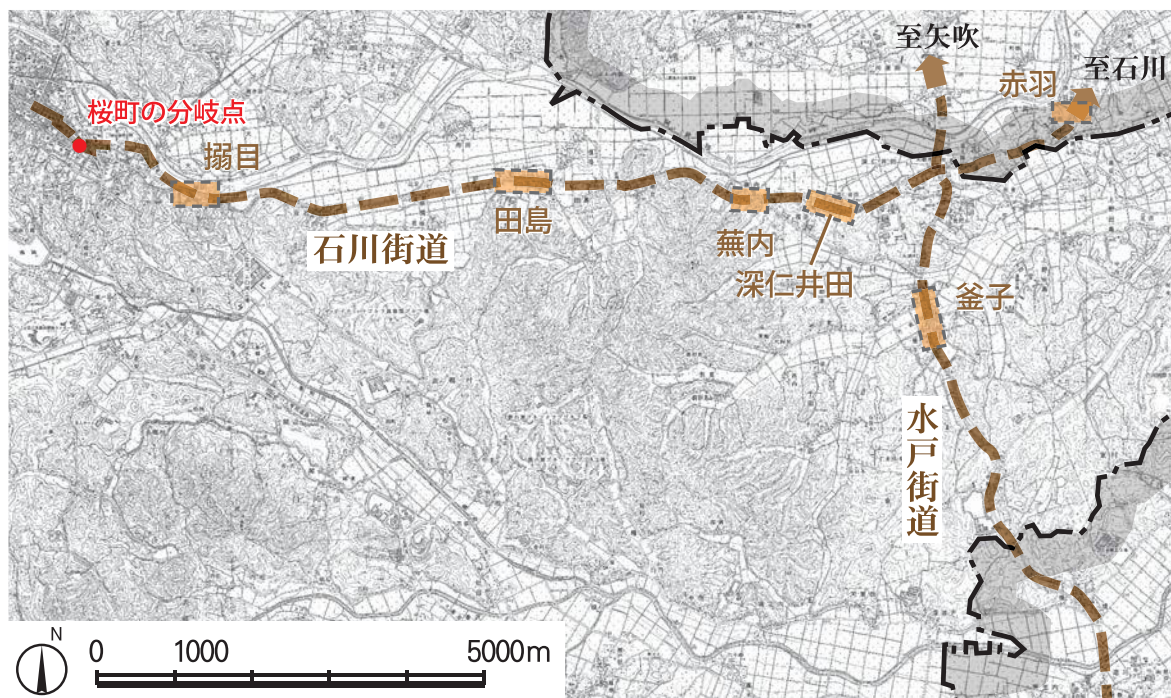 至矢吹
至石川
赤羽
桜町の分岐点
搦目
田島
石川街道
蕪内
深仁井田
釜子
水戸街道
N
0 1000 5000m